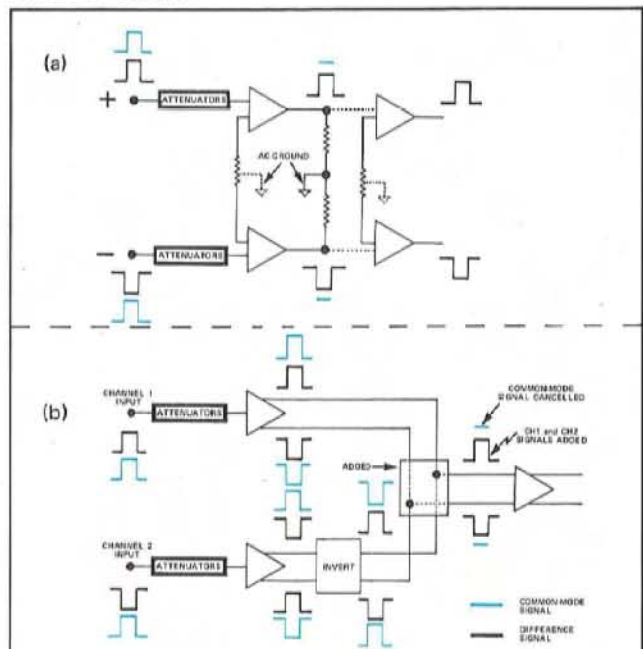 (a)
+
ATTENUATORS
AC GROUND
−
ATTENUATORS
(b)
CHANNEL 1
INPUT
ATTENUATORS
COMMON-MODE
SIGNAL CANCELLED
CH1 and CH2
SIGNALS ADDED
ADDED
CHANNEL 2
INPUT
ATTENUATORS
INVERT
COMMON-MODE
SIGNAL
DIFFERENCE
SIGNAL